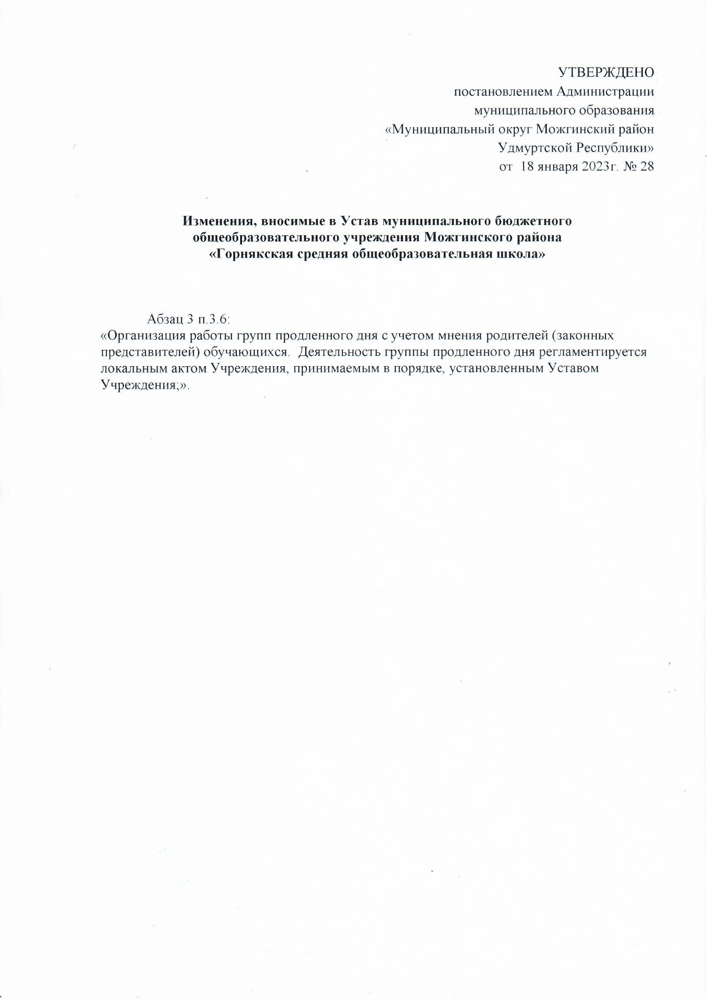 УТВЕРЖДЕНО
постановлением Администрации
муниципального образования
«Муниципальный округ Можгинский район
Удмуртской Республики»
от 18 января 2023г. № 28
Изменения, вносимые в Устав муниципального бюджетного
общеобразовательного учреждения Можгинского района
«Горнякская средняя общеобразовательная школа»
Абзац 3 п.3.6:
«Организация работы групп продленного дня с учетом мнения родителей (законных
представителей) обучающихся. Деятельность группы продленного дня регламентируется
локальным актом Учреждения, принимаемым в порядке, установленным Уставом
Учреждения;».